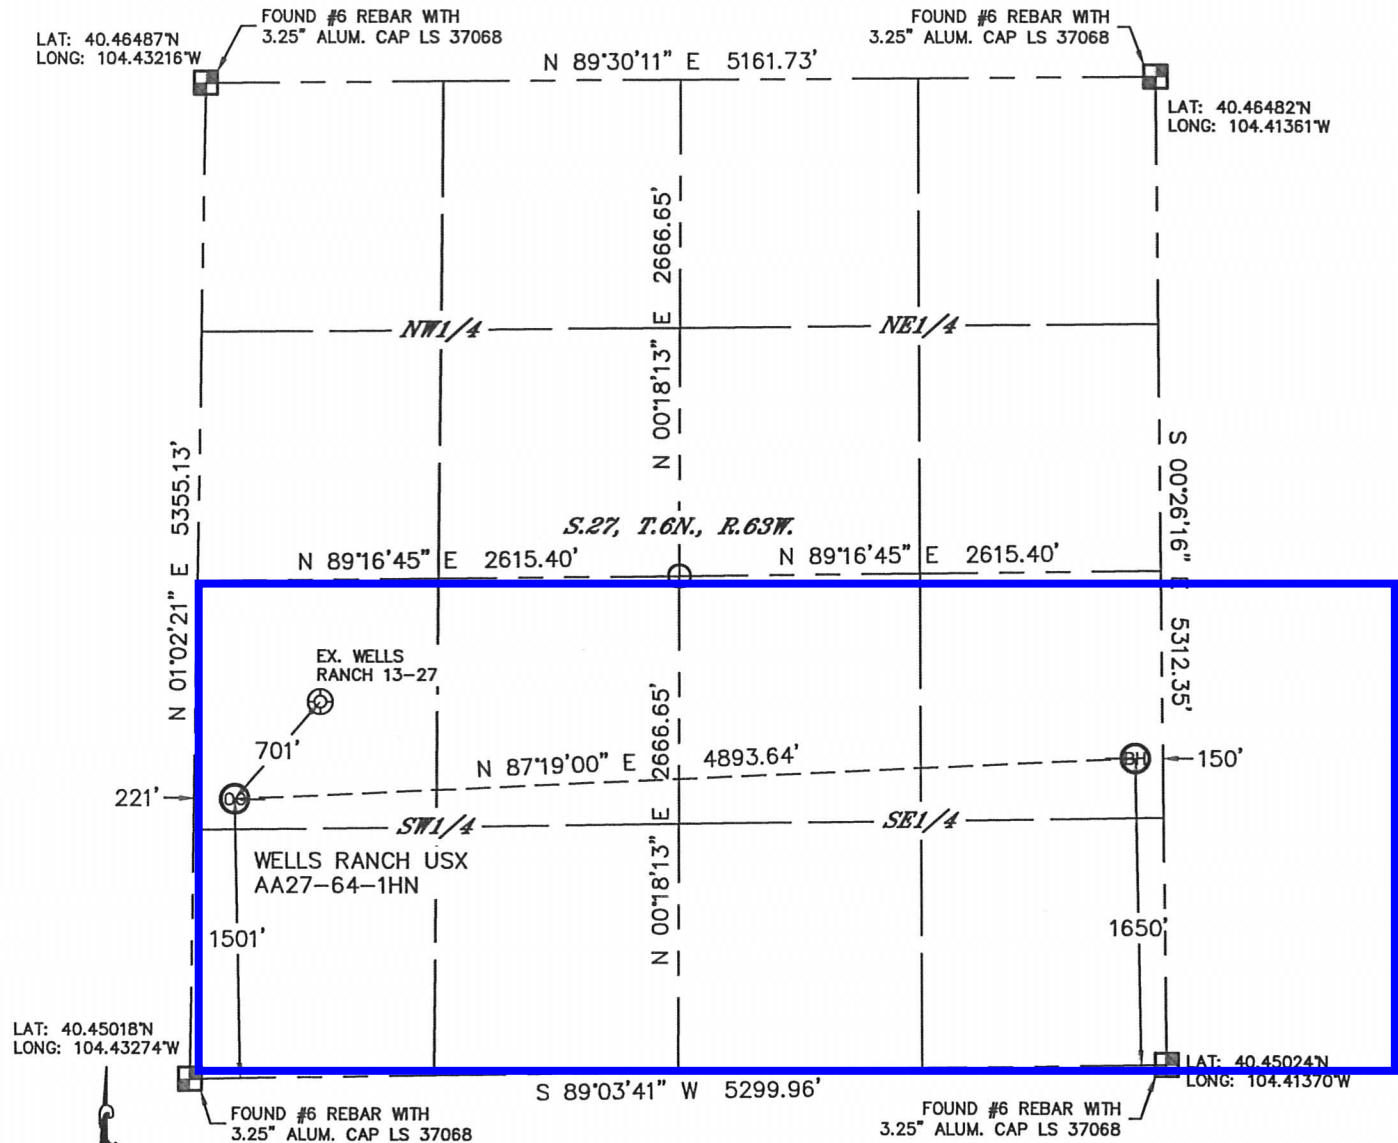 FOUND #6 REBAR WITH
3.25" ALUM. CAP LS 37068
LAT: 40.46487°N
LONG: 104.43216°W
N 89°30'11" E 5161.73'
FOUND #6 REBAR WITH
3.25" ALUM. CAP LS 37068
LAT: 40.46482°N
LONG: 104.41361°W
NW1/4
N 00°18'13" E 2666.65'
NE1/4
N 01°02'21" E 5355.13'
S 00°26'16" E 5312.35'
S.27, T.6N., R.63W.
N 89°16'45" E 2615.40'
N 89°16'45" E 2615.40'
EX. WELLS
RANCH 13-27
701'
N 87°19'00" E 4893.64'
BH
150'
221'
SW1/4
N 00°18'13" E 2666.65'
SE1/4
WELLS RANCH USX
AA27-64-1HN
1501'
1650'
LAT: 40.45018°N
LONG: 104.43274°W
S 89°03'41" W 5299.96'
LAT: 40.45024°N
LONG: 104.41370°W
FOUND #6 REBAR WITH
3.25" ALUM. CAP LS 37068
FOUND #6 REBAR WITH
3.25" ALUM. CAP LS 37068